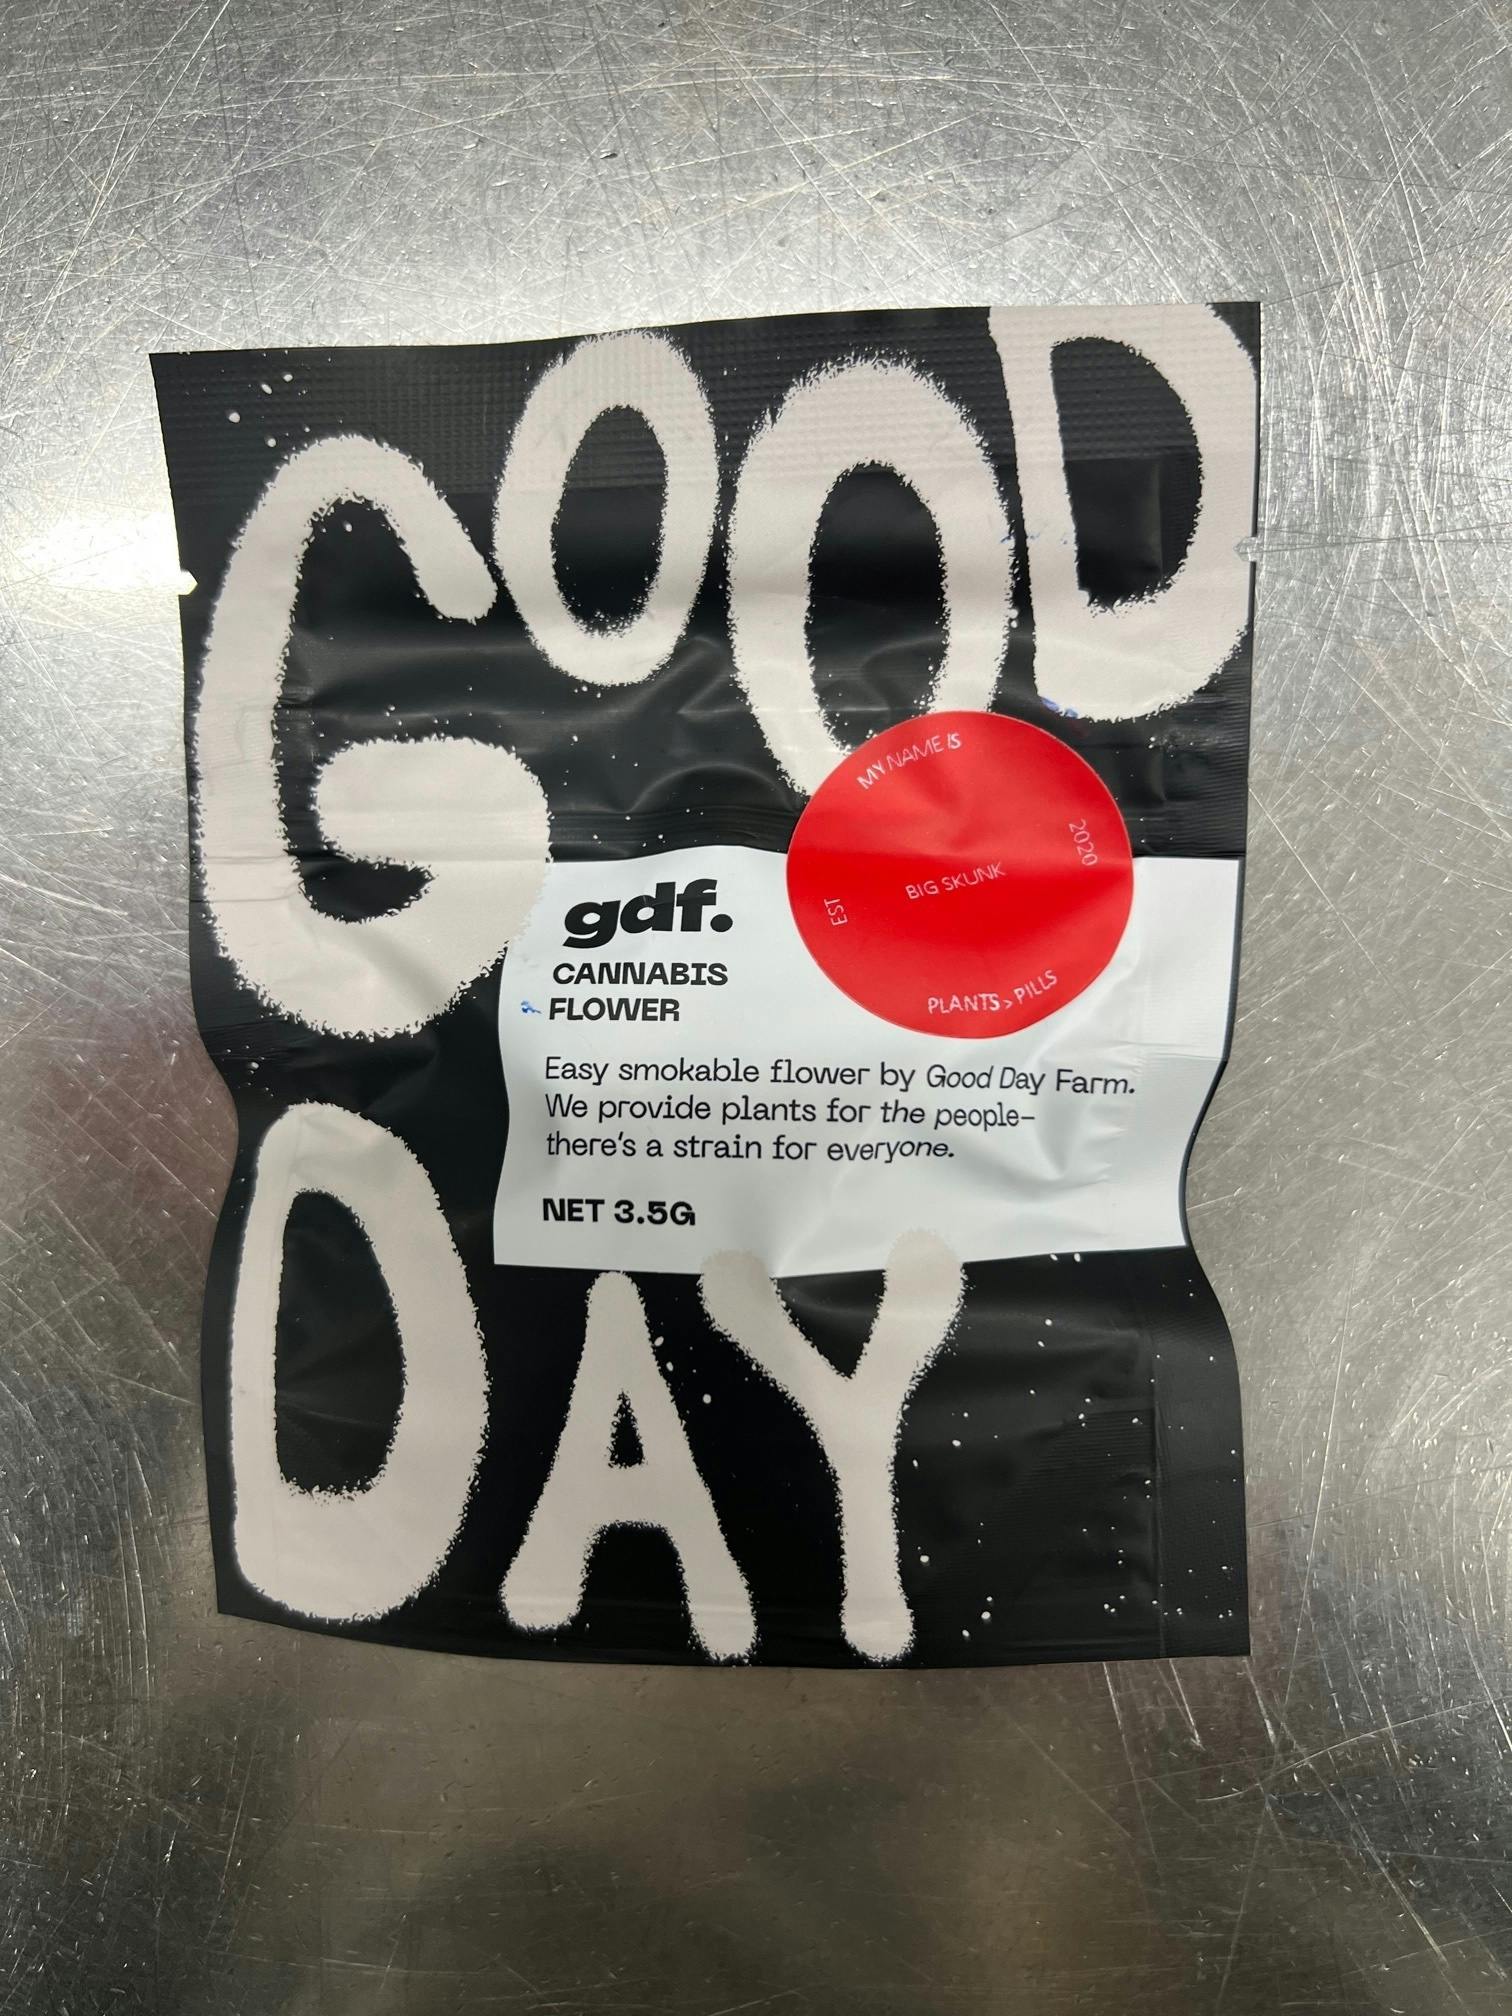 GOOD
MY NAME IS
EST
BIG SKUNK
2020
PLANTS > PILLS
gdf.
CANNABIS
FLOWER
Easy smokable flower by Good Day Farm.
We provide plants for the people–
there's a strain for everyone.
NET 3.5G
DAY